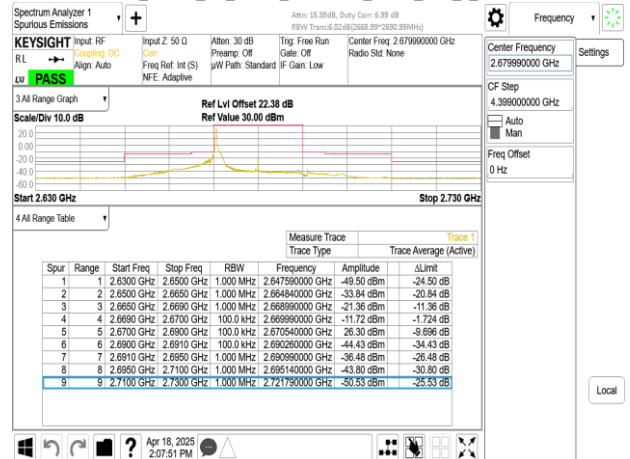 Spectrum Analyzer 1
Spurious Emissions
Attn: 15.39dB, Duty Corr: 6.99 dB
RBW Trans:6.02dB(2668.99~2690.99MHz)
Frequency
KEYSIGHT
RL
LXI
PASS
Input: RF
Coupling: DC
Align: Auto
Input Z: 50 Ω
Corr
Freq Ref: Int (S)
NFE: Adaptive
Atten: 30 dB
Preamp: Off
µW Path: Standard
Trig: Free Run
Gate: Off
IF Gain: Low
Center Freq: 2.679990000 GHz
Radio Std: None
Center Frequency
2.679990000 GHz
Settings
CF Step
4.399000000 GHz
Auto
Man
Freq Offset
0 Hz
3 All Range Graph
Ref Lvl Offset 22.38 dB
Scale/Div 10.0 dB
Ref Value 30.00 dBm
20.0
0.00
-20.0
-40.0
-60.0
Start 2.630 GHz
Stop 2.730 GHz
4 All Range Table
Measure Trace Trace 1
Trace Type Trace Average (Active)
Spur Range Start Freq Stop Freq RBW Frequency Amplitude ΔLimit
1 1 2.6300 GHz 2.6500 GHz 1.000 MHz 2.647590000 GHz -49.50 dBm -24.50 dB
2 2 2.6500 GHz 2.6650 GHz 1.000 MHz 2.664840000 GHz -33.84 dBm -20.84 dB
3 3 2.6650 GHz 2.6690 GHz 1.000 MHz 2.668990000 GHz -21.36 dBm -11.36 dB
4 4 2.6690 GHz 2.6700 GHz 100.0 kHz 2.669990000 GHz -11.72 dBm -1.724 dB
5 5 2.6700 GHz 2.6900 GHz 100.0 kHz 2.670540000 GHz 26.30 dBm -9.696 dB
6 6 2.6900 GHz 2.6910 GHz 100.0 kHz 2.690260000 GHz -44.43 dBm -34.43 dB
7 7 2.6910 GHz 2.6950 GHz 1.000 MHz 2.690990000 GHz -36.48 dBm -26.48 dB
8 8 2.6950 GHz 2.7100 GHz 1.000 MHz 2.695140000 GHz -43.80 dBm -30.80 dB
9 9 2.7100 GHz 2.7300 GHz 1.000 MHz 2.721790000 GHz -50.53 dBm -25.53 dB
Local
?
Apr 18, 2025
2:07:51 PM